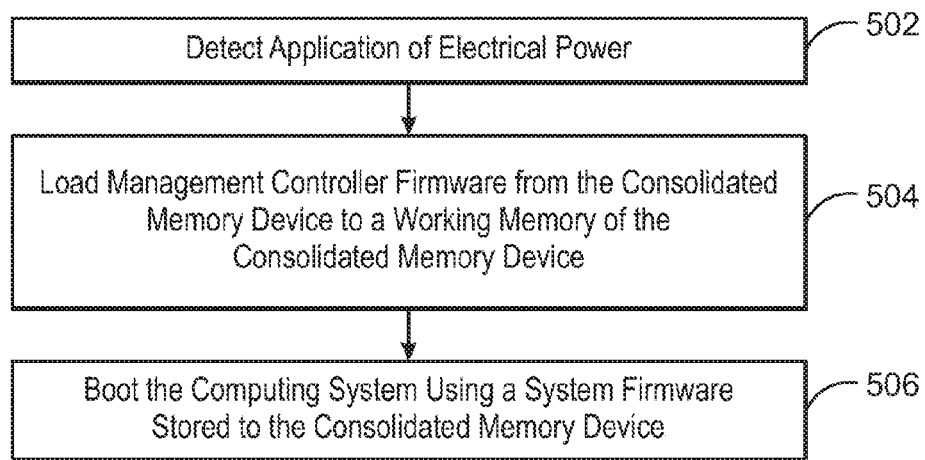 Detect Application of Electrical Power
502
Load Management Controller Firmware from the Consolidated
Memory Device to a Working Memory of the
Consolidated Memory Device
504
Boot the Computing System Using a System Firmware
Stored to the Consolidated Memory Device
506